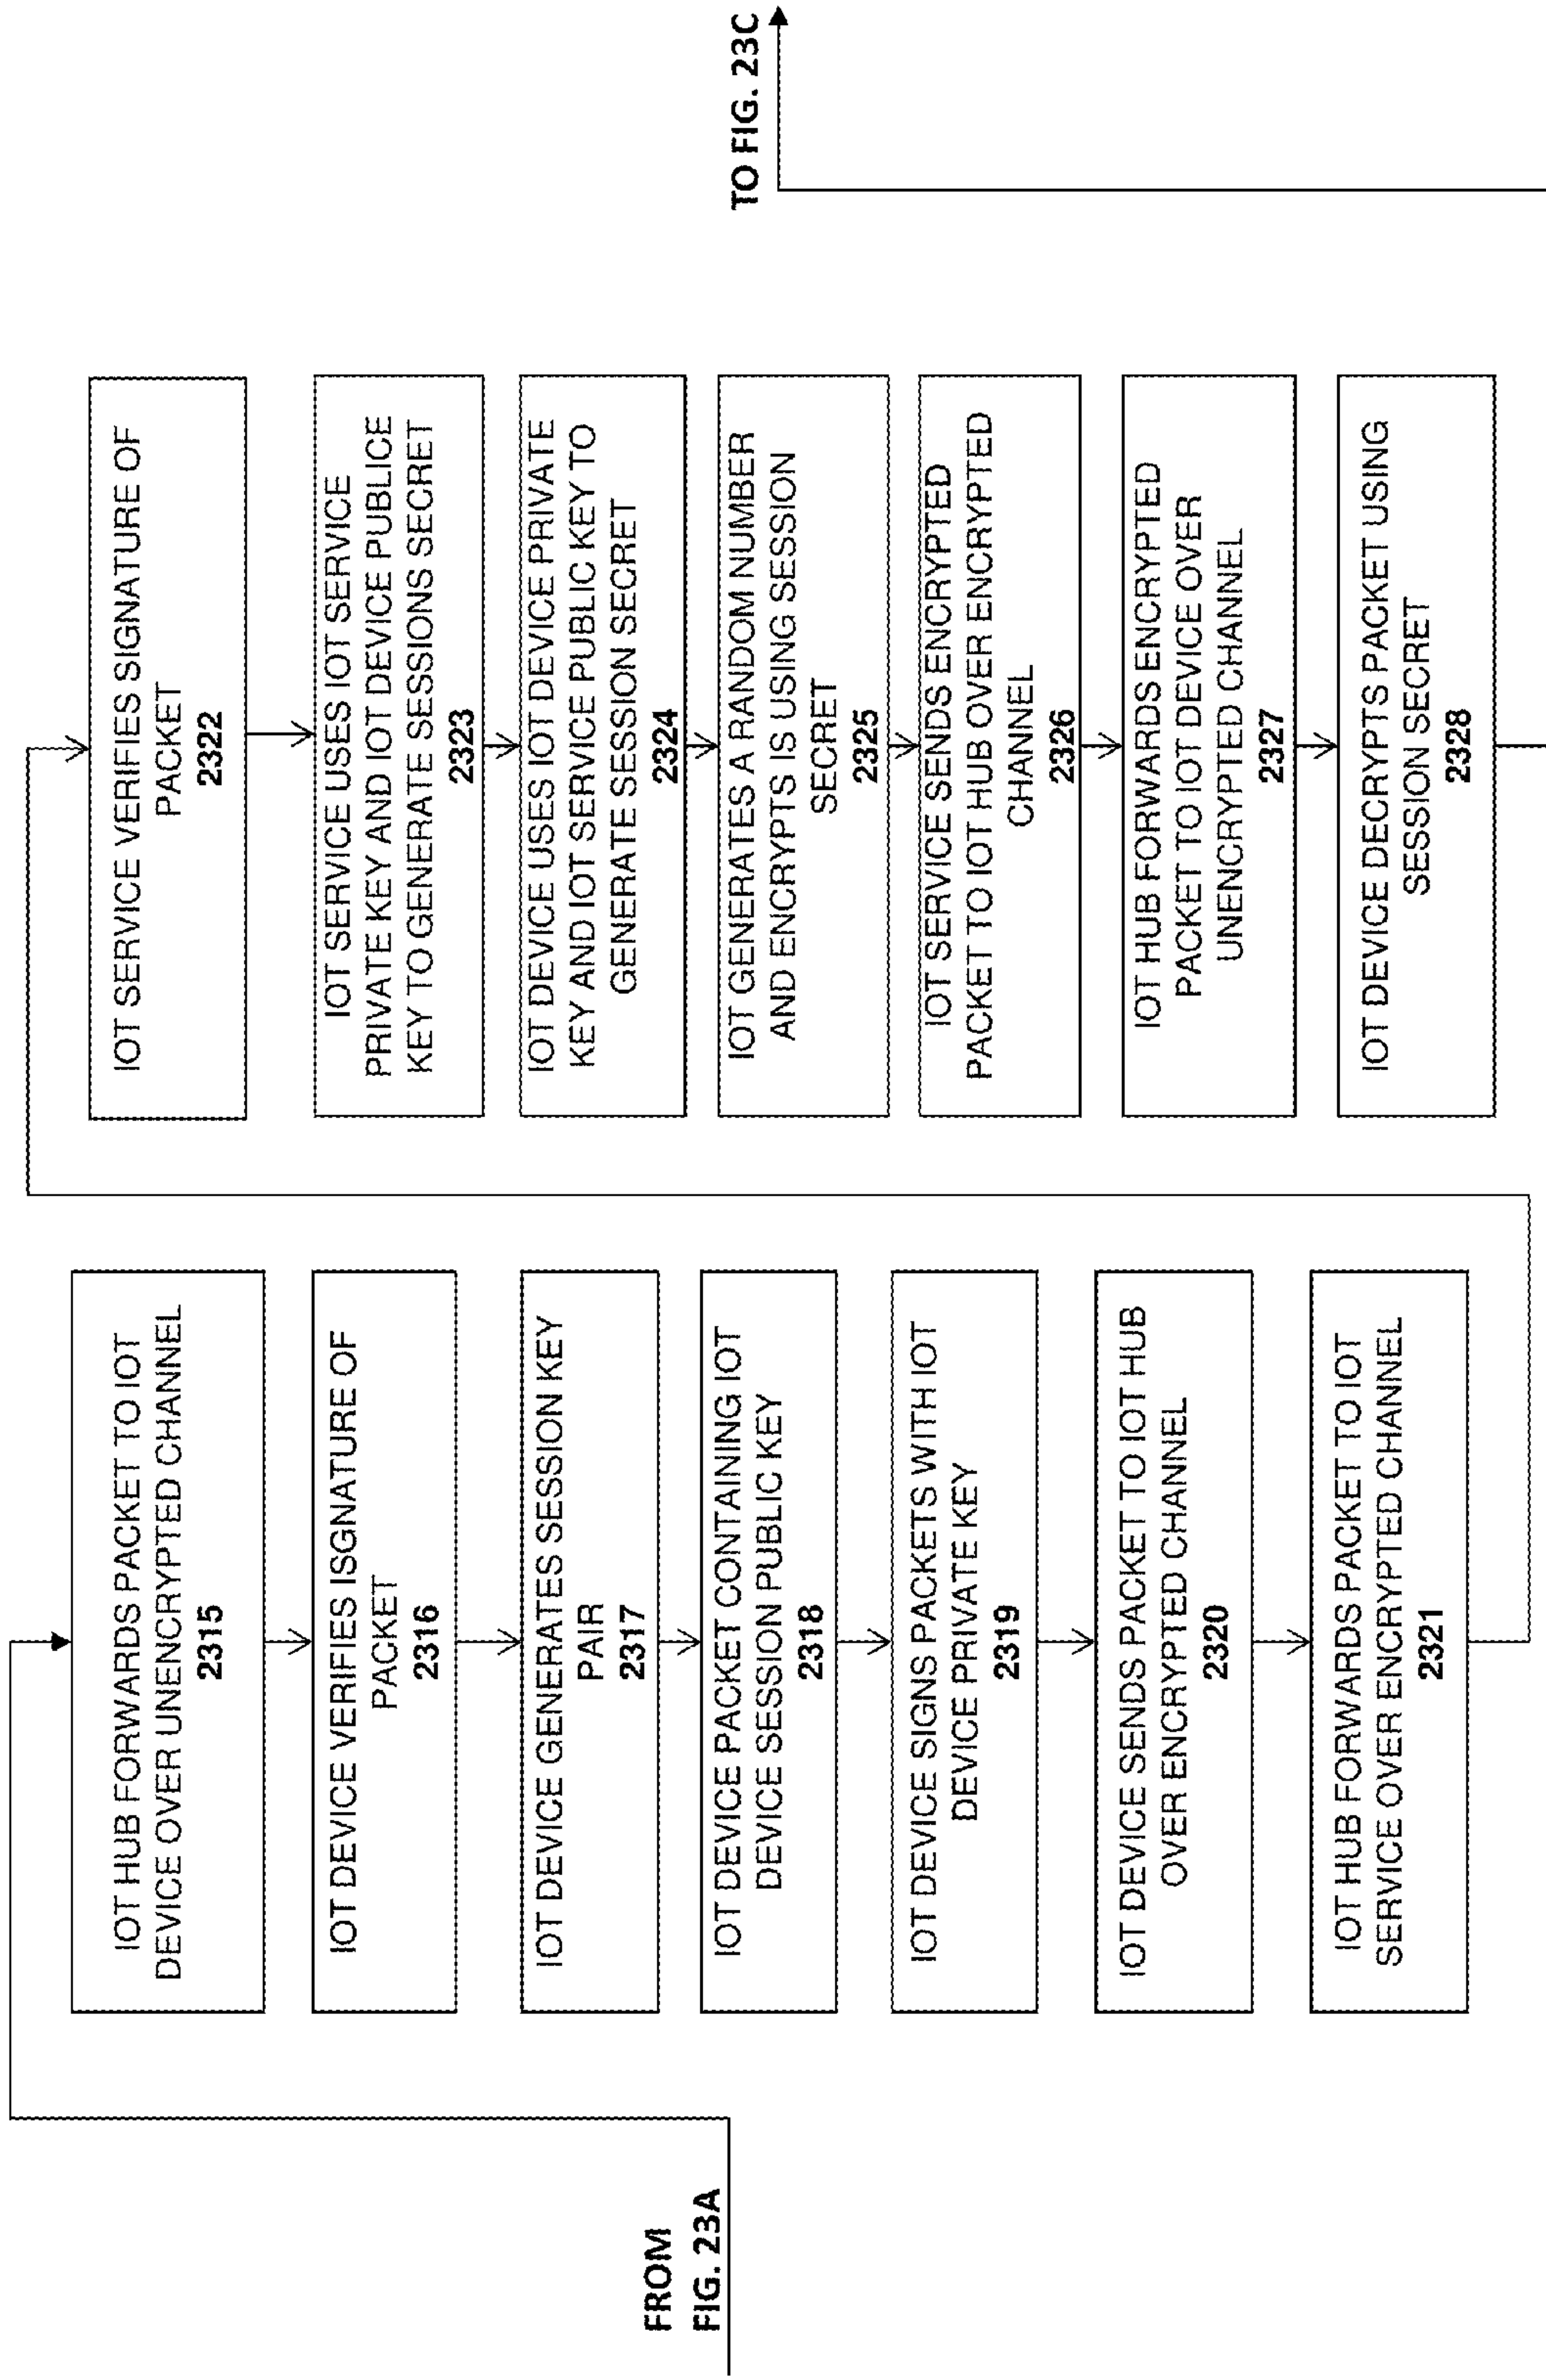 FROM
FIG. 23A
IOT HUB FORWARDS PACKET TO IOT
DEVICE OVER UNENCRYPTED CHANNEL
2315
IOT DEVICE VERIFIES ISGNATURE OF
PACKET
2316
IOT DEVICE GENERATES SESSION KEY
PAIR
2317
IOT DEVICE PACKET CONTAINING IOT
DEVICE SESSION PUBLIC KEY
2318
IOT DEVICE SIGNS PACKETS WITH IOT
DEVICE PRIVATE KEY
2319
IOT DEVICE SENDS PACKET TO IOT HUB
OVER ENCRYPTED CHANNEL
2320
IOT HUB FORWARDS PACKET TO IOT
SERVICE OVER ENCRYPTED CHANNEL
2321
IOT SERVICE VERIFIES SIGNATURE OF
PACKET
2322
IOT SERVICE USES IOT SERVICE
PRIVATE KEY AND IOT DEVICE PUBLIC
KEY TO GENERATE SESSIONS SECRET
2323
IOT DEVICE USES IOT DEVICE PRIVATE
KEY AND IOT SERVICE PUBLIC KEY TO
GENERATE SESSION SECRET
2324
IOT GENERATES A RANDOM NUMBER
AND ENCRYPTS IS USING SESSION
SECRET
2325
IOT SERVICE SENDS ENCRYPTED
PACKET TO IOT HUB OVER ENCRYPTED
CHANNEL
2326
IOT HUB FORWARDS ENCRYPTED
PACKET TO IOT DEVICE OVER
UNENCRYPTED CHANNEL
2327
IOT DEVICE DECRYPTS PACKET USING
SESSION SECRET
2328
TO FIG. 23C